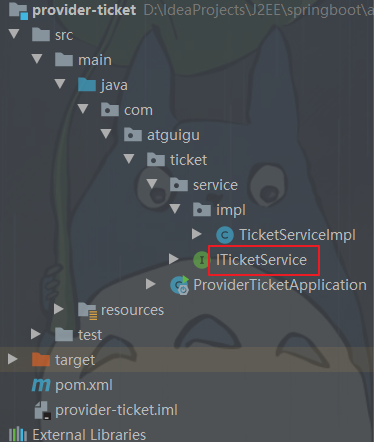 provider-ticket D:\IdeaProjects\J2EE\springboot\a
src
main
java
com
atguigu
ticket
service
impl
TicketServiceImpl
ITicketService
ProviderTicketApplication
resources
test
target
pom.xml
provider-ticket.iml
External Libraries